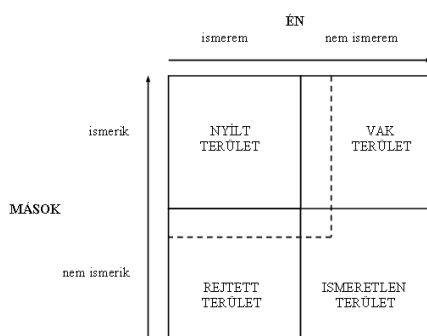 ÉN
ismerem nem ismerem
ismerik
NYÍLT
TERÜLET
VAK
TERÜLET
MÁSOK
nem ismerik
REJTETT
TERÜLET
ISMERETLEN
TERÜLET